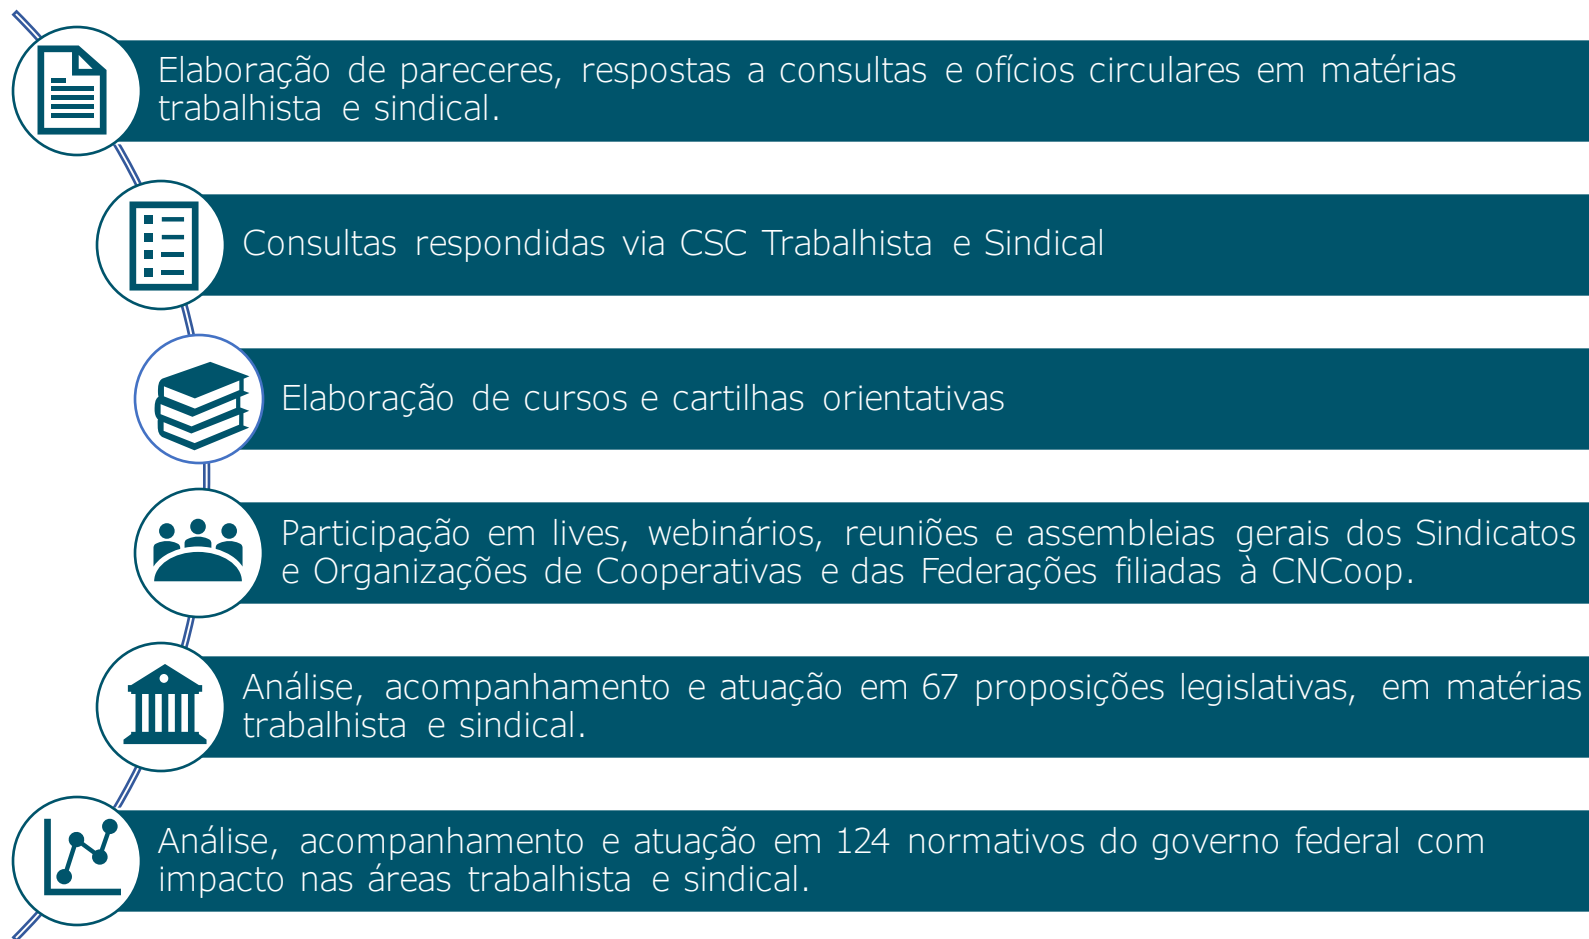 Elaboração de pareceres, respostas a consultas e ofícios circulares em matérias
trabalhista e sindical.
Consultas respondidas via CSC Trabalhista e Sindical
Elaboração de cursos e cartilhas orientativas
Participação em lives, webinários, reuniões e assembleias gerais dos Sindicatos
e Organizações de Cooperativas e das Federações filiadas à CNCoop.
Análise, acompanhamento e atuação em 67 proposições legislativas, em matérias
trabalhista e sindical.
Análise, acompanhamento e atuação em 124 normativos do governo federal com
impacto nas áreas trabalhista e sindical.